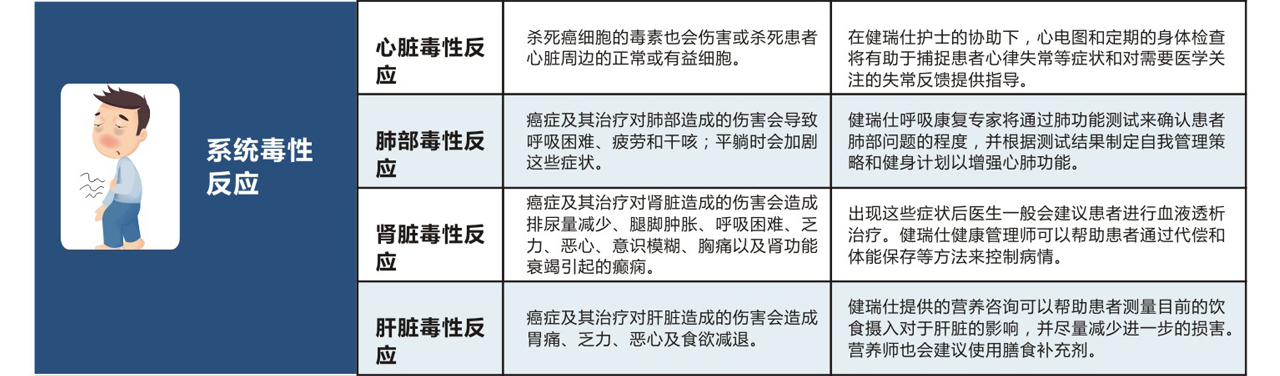 系统毒性
反应
心脏毒性反
应
杀死癌细胞的毒素也会伤害或杀死患者
心脏周边的正常或有益细胞。
在健瑞仕护士的协助下，心电图和定期的身体检查
将有助于捕捉患者心律失常等症状和对需要医学关
注的失常反馈提供指导。
肺部毒性反
应
癌症及其治疗对肺部造成的伤害会导致
呼吸困难、疲劳和干咳；平躺时会加剧
这些症状。
健瑞仕呼吸康复专家将通过肺功能测试来确认患者
肺部问题的程度，并根据测试结果制定自我管理策
略和健身计划以增强心肺功能。
肾脏毒性反
应
癌症及其治疗对肾脏造成的伤害会造成
排尿量减少、腿脚肿胀、呼吸困难、乏
力、恶心、意识模糊、胸痛以及肾功能
衰竭引起的癫痫。
出现这些症状后医生一般会建议患者进行血液透析
治疗。健瑞仕健康管理师可以帮助患者通过代偿和
体能保存等方法来控制病情。
肝脏毒性反
应
癌症及其治疗对肝脏造成的伤害会造成
胃痛、乏力、恶心及食欲减退。
健瑞仕提供的营养咨询可以帮助患者测量目前的饮
食摄入对于肝脏的影响，并尽量减少进一步的损害。
营养师也会建议使用膳食补充剂。